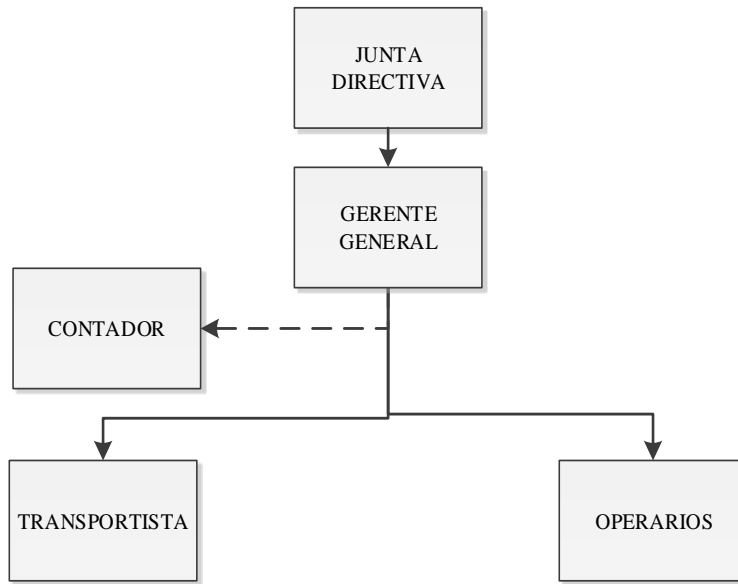 JUNTA
DIRECTIVA
GERENTE
GENERAL
CONTADOR
TRANSPORTISTA
OPERARIOS